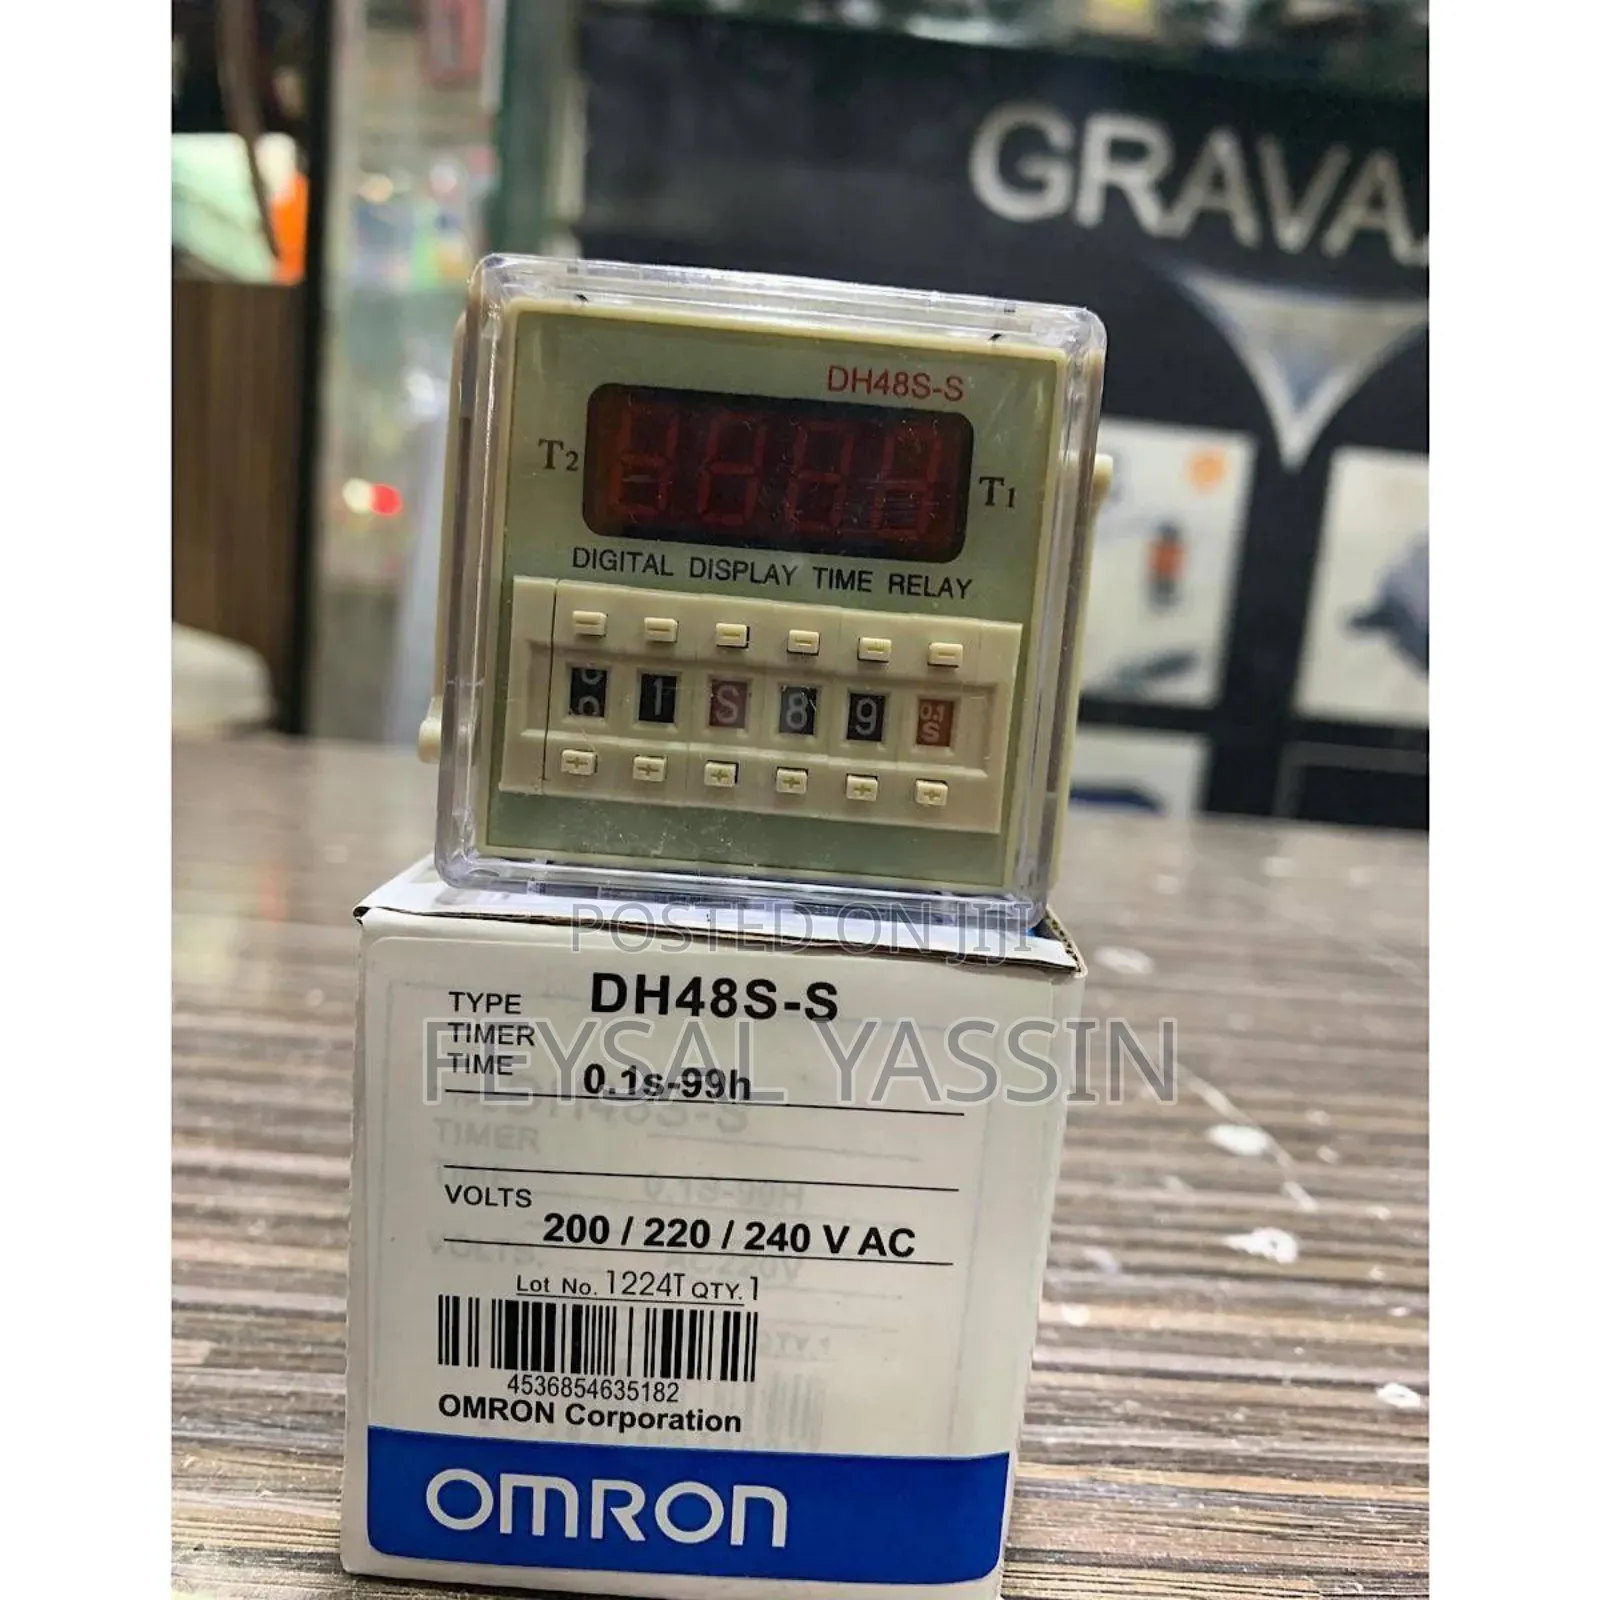 GRAVA
DH48S-S
T2
T1
DIGITAL DISPLAY TIME RELAY
1 S 8 9 0.1 S
POSTED ON JIJI
TYPE DH48S-S
TIMER
FEYSAL YASSIN
TIME 0.1s-99h
TIMER
VOLTS
200 / 220 / 240 V AC
Lot No. 1224T QTY. 1
4536854635182
OMRON Corporation
OMRON